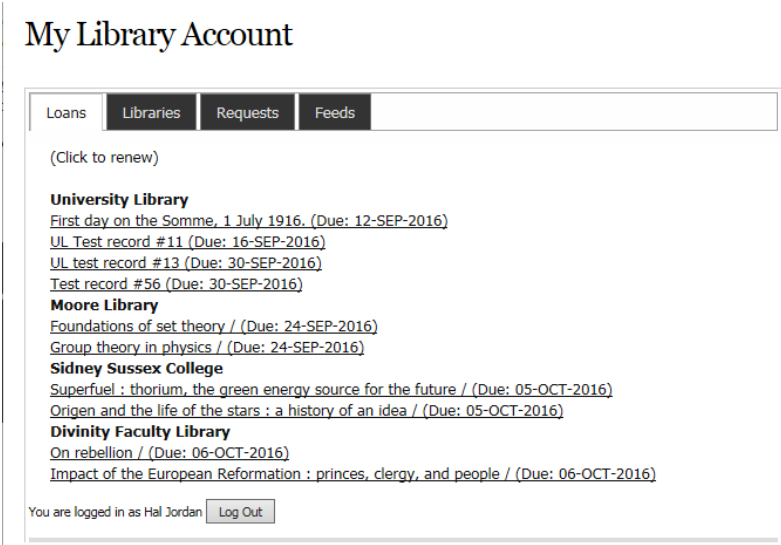 My Library Account
Loans Libraries Requests Feeds
(Click to renew)
University Library
First day on the Somme, 1 July 1916. (Due: 12-SEP-2016)
UL Test record #11 (Due: 16-SEP-2016)
UL test record #13 (Due: 30-SEP-2016)
Test record #56 (Due: 30-SEP-2016)
Moore Library
Foundations of set theory / (Due: 24-SEP-2016)
Group theory in physics / (Due: 24-SEP-2016)
Sidney Sussex College
Superfuel : thorium, the green energy source for the future / (Due: 05-OCT-2016)
Origen and the life of the stars : a history of an idea / (Due: 05-OCT-2016)
Divinity Faculty Library
On rebellion / (Due: 06-OCT-2016)
Impact of the European Reformation : princes, clergy, and people / (Due: 06-OCT-2016)
You are logged in as Hal Jordan Log Out